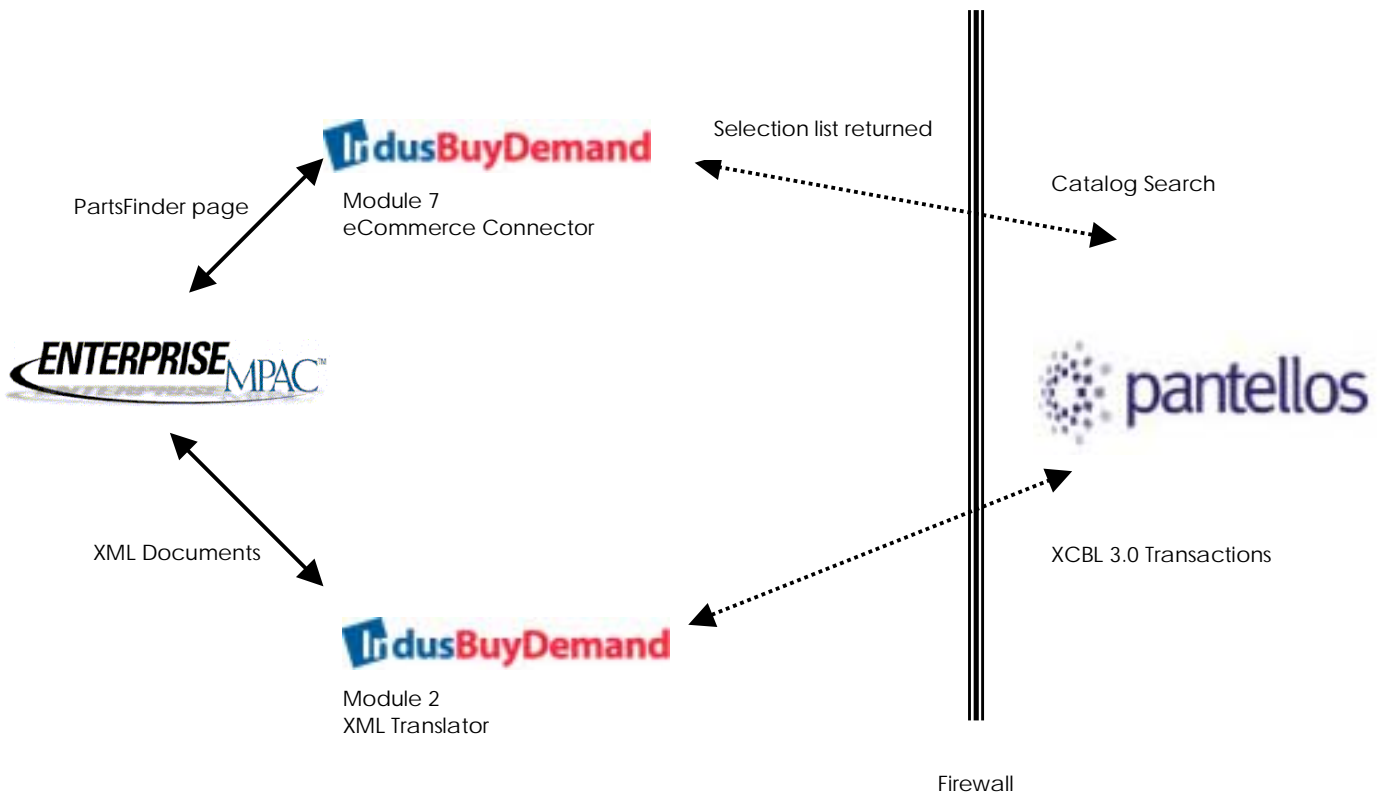 IndusBuyDemand
Selection list returned
Catalog Search
PartsFinder page
Module 7
eCommerce Connector
ENTERPRISE MPAC™
pantellos
XML Documents
XCBL 3.0 Transactions
IndusBuyDemand
Module 2
XML Translator
Firewall